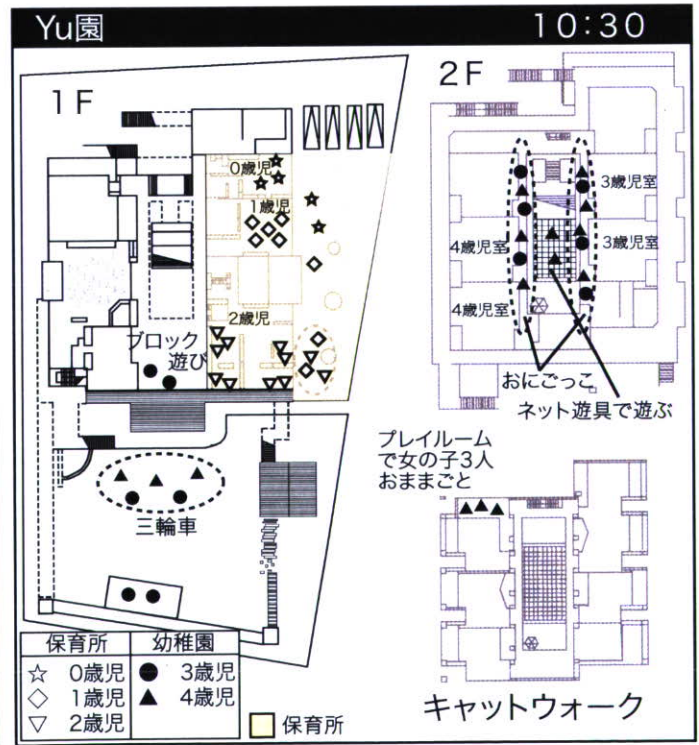 Yu園 10:30
1F
2F
0歳児
1歳児
2歳児
ブロック
遊び
三輪車
3歳児室
3歳児室
4歳児室
4歳児室
おにごっこ
ネット遊具で遊ぶ
プレイルーム
で女の子3人
おままごと
キャットウォーク
保育所 幼稚園
☆ 0歳児 ● 3歳児
◇ 1歳児 ▲ 4歳児
▽ 2歳児
保育所